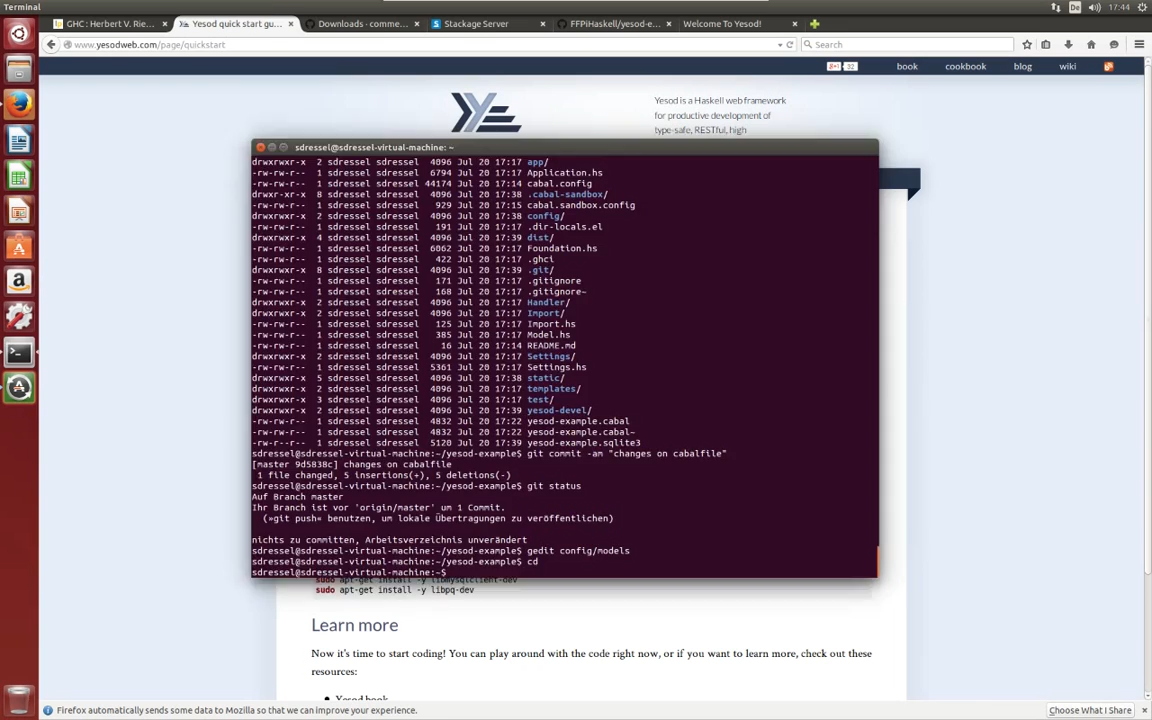 Terminal
De
17:44
GHC : Herbert V. Rie...
Yesod quick start gu...
Downloads - comme...
Stackage Server
FFPiHaskell/yesod-e...
Welcome To Yesod!
www.yesodweb.com/page/quickstart
Search
32
book
cookbook
blog
wiki
Yesod is a Haskell web framework
for productive development of
type-safe, RESTful, high
sdressel@sdressel-virtual-machine: ~
drwxrwxr-x 2 sdressel sdressel 4096 Jul 20 17:17 app/
-rw-rw-r-- 1 sdressel sdressel 6794 Jul 20 17:17 Application.hs
-rw-rw-r-- 1 sdressel sdressel 44174 Jul 20 17:14 cabal.config
drwxr-xr-x 8 sdressel sdressel 4096 Jul 20 17:38 .cabal-sandbox/
-rw-rw-r-- 1 sdressel sdressel 929 Jul 20 17:15 cabal.sandbox.config
drwxrwxr-x 2 sdressel sdressel 4096 Jul 20 17:38 config/
-rw-rw-r-- 1 sdressel sdressel 191 Jul 20 17:17 .dir-locals.el
drwxrwxr-x 4 sdressel sdressel 4096 Jul 20 17:39 dist/
-rw-rw-r-- 1 sdressel sdressel 6062 Jul 20 17:17 Foundation.hs
-rw-rw-r-- 1 sdressel sdressel 422 Jul 20 17:17 .ghci
drwxrwxr-x 8 sdressel sdressel 4096 Jul 20 17:39 .git/
-rw-rw-r-- 1 sdressel sdressel 171 Jul 20 17:17 .gitignore
-rw-rw-r-- 1 sdressel sdressel 168 Jul 20 17:17 .gitignore~
drwxrwxr-x 2 sdressel sdressel 4096 Jul 20 17:17 Handler/
drwxrwxr-x 2 sdressel sdressel 4096 Jul 20 17:17 Import/
-rw-rw-r-- 1 sdressel sdressel 125 Jul 20 17:17 Import.hs
-rw-rw-r-- 1 sdressel sdressel 385 Jul 20 17:17 Model.hs
-rw-rw-r-- 1 sdressel sdressel 16 Jul 20 17:14 README.md
drwxrwxr-x 2 sdressel sdressel 4096 Jul 20 17:17 Settings/
-rw-rw-r-- 1 sdressel sdressel 5361 Jul 20 17:17 Settings.hs
drwxrwxr-x 5 sdressel sdressel 4096 Jul 20 17:38 static/
drwxrwxr-x 2 sdressel sdressel 4096 Jul 20 17:17 templates/
drwxrwxr-x 3 sdressel sdressel 4096 Jul 20 17:17 test/
drwxrwxr-x 2 sdressel sdressel 4096 Jul 20 17:39 yesod-devel/
-rw-rw-r-- 1 sdressel sdressel 4832 Jul 20 17:22 yesod-example.cabal
-rw-rw-r-- 1 sdressel sdressel 4832 Jul 20 17:22 yesod-example.cabal~
-rw-r--r-- 1 sdressel sdressel 5120 Jul 20 17:39 yesod-example.sqlite3
sdressel@sdressel-virtual-machine:~/yesod-example$ git commit -am "changes on cabalfile"
[master 9d5838c] changes on cabalfile
1 file changed, 5 insertions(+), 5 deletions(-)
sdressel@sdressel-virtual-machine:~/yesod-example$ git status
Auf Branch master
Ihr Branch ist vor 'origin/master' um 1 Commit.
(»git push« benutzen, um lokale Übertragungen zu veröffentlichen)
nichts zu committen, Arbeitsverzeichnis unverändert
sdressel@sdressel-virtual-machine:~/yesod-example$ gedit config/models
sdressel@sdressel-virtual-machine:~/yesod-example$ cd
sdressel@sdressel-virtual-machine:~$
sudo apt-get install -y libmysqlclient-dev
sudo apt-get install -y libpq-dev
Learn more
Now it's time to start coding! You can play around with the code right now, or if you want to learn more, check out these
resources:
Yesod book
Firefox automatically sends some data to Mozilla so that we can improve your experience.
Choose What I Share